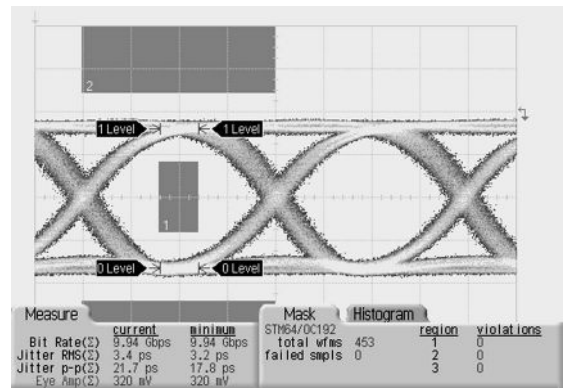 2
1 Level 1 Level
1
0 Level 0 Level
Measure
current minimum
Bit Rate(Σ) 9.94 Gbps 9.94 Gbps
Jitter RMS(Σ) 3.4 ps 3.2 ps
Jitter p-p(Σ) 21.7 ps 17.8 ps
Eye Amp(Σ) 320 mV 320 mV
Mask Histogram
STM64/OC192 region violations
total wfms 453 1 0
failed smpls 0 2 0
3 0